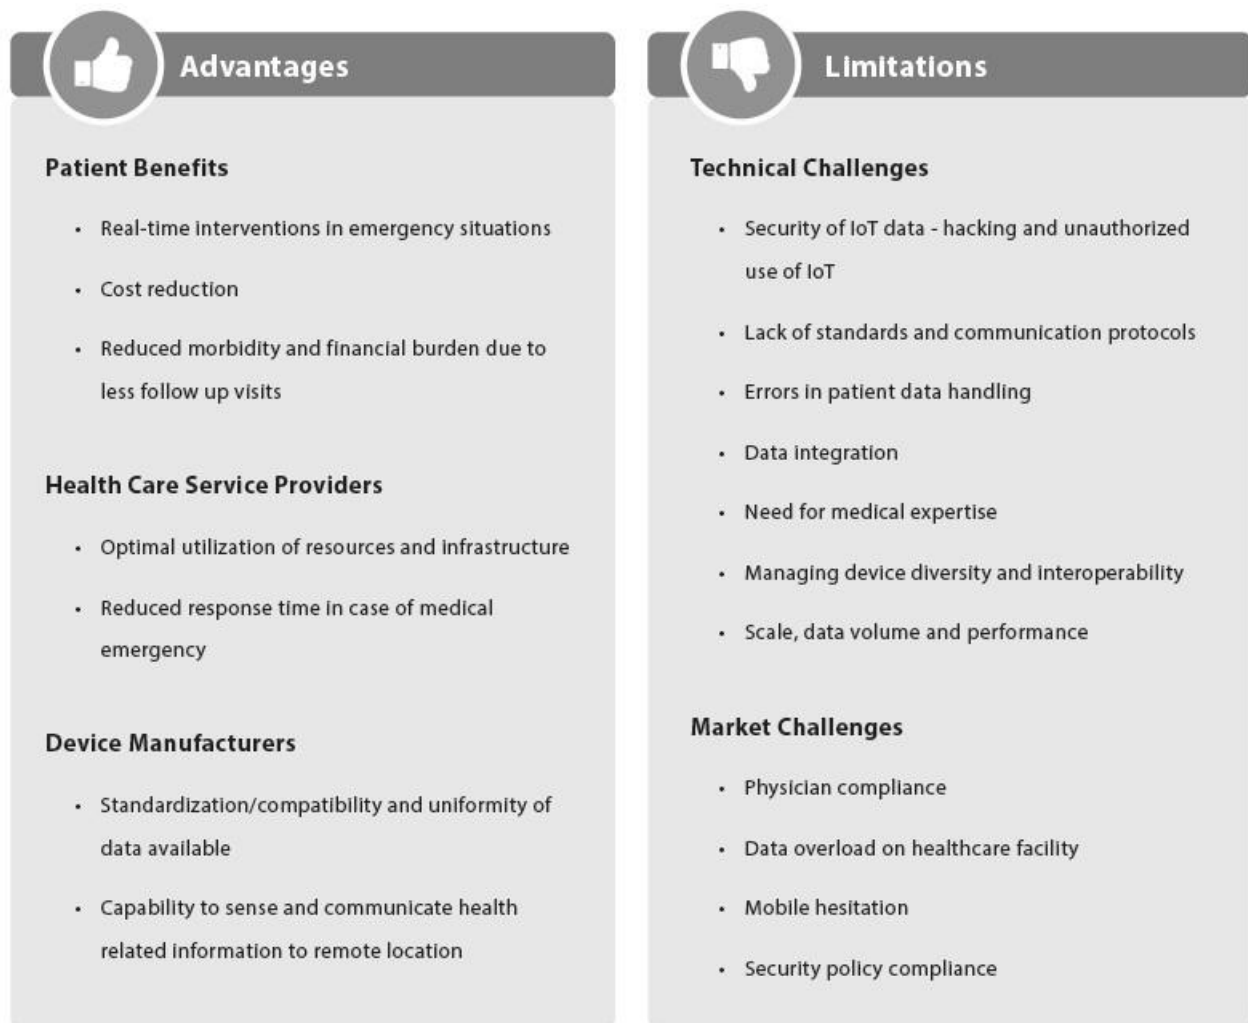 Advantages
Patient Benefits
• Real-time interventions in emergency situations
• Cost reduction
• Reduced morbidity and financial burden due to
less follow up visits
Health Care Service Providers
• Optimal utilization of resources and infrastructure
• Reduced response time in case of medical
emergency
Device Manufacturers
• Standardization/compatibility and uniformity of
data available
• Capability to sense and communicate health
related information to remote location
Limitations
Technical Challenges
• Security of IoT data - hacking and unauthorized
use of IoT
• Lack of standards and communication protocols
• Errors in patient data handling
• Data integration
• Need for medical expertise
• Managing device diversity and interoperability
• Scale, data volume and performance
Market Challenges
• Physician compliance
• Data overload on healthcare facility
• Mobile hesitation
• Security policy compliance